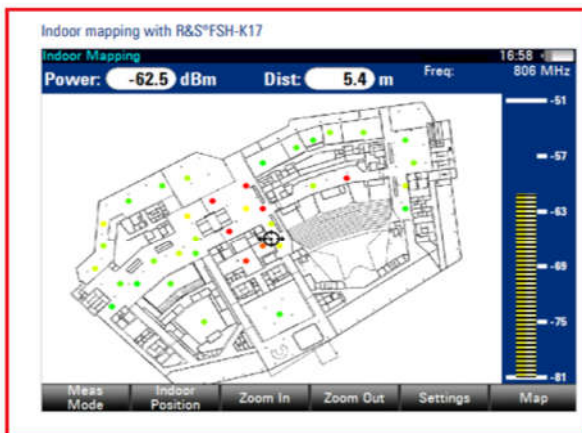 Indoor mapping with R&S®FSH-K17
Indoor Mapping 16:58
Power: -62.5 dBm Dist: 5.4 m Freq: 806 MHz
-51
-57
-63
-69
-75
-81
Meas Mode Indoor Position Zoom In Zoom Out Settings Map